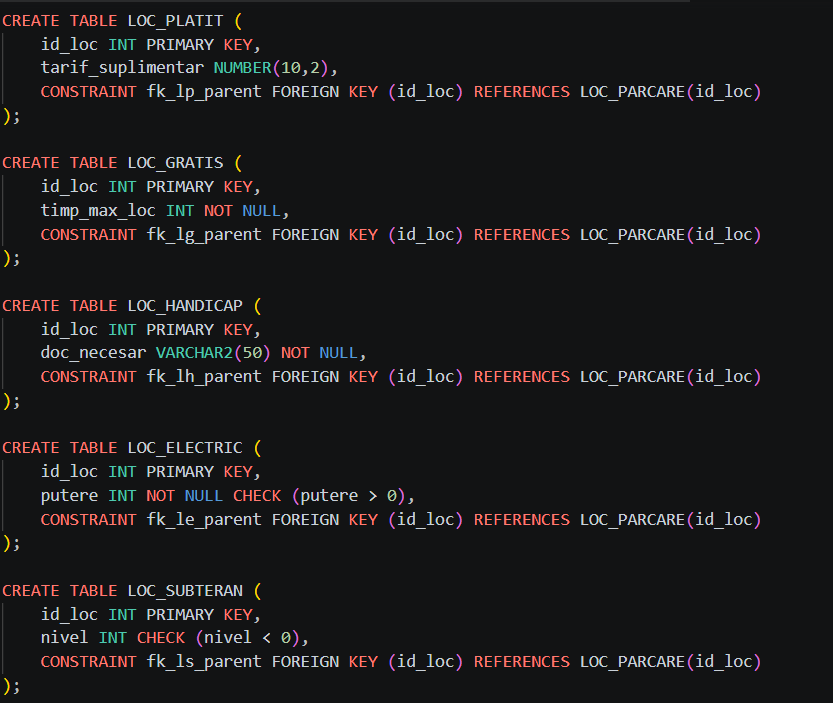 CREATE TABLE LOC_PLATIT (
    id_loc INT PRIMARY KEY,
    tarif_suplimentar NUMBER(10,2),
    CONSTRAINT fk_lp_parent FOREIGN KEY (id_loc) REFERENCES LOC_PARCARE(id_loc)
);

CREATE TABLE LOC_GRATIS (
    id_loc INT PRIMARY KEY,
    timp_max_loc INT NOT NULL,
    CONSTRAINT fk_lg_parent FOREIGN KEY (id_loc) REFERENCES LOC_PARCARE(id_loc)
);

CREATE TABLE LOC_HANDICAP (
    id_loc INT PRIMARY KEY,
    doc_necesar VARCHAR2(50) NOT NULL,
    CONSTRAINT fk_lh_parent FOREIGN KEY (id_loc) REFERENCES LOC_PARCARE(id_loc)
);

CREATE TABLE LOC_ELECTRIC (
    id_loc INT PRIMARY KEY,
    putere INT NOT NULL CHECK (putere > 0),
    CONSTRAINT fk_le_parent FOREIGN KEY (id_loc) REFERENCES LOC_PARCARE(id_loc)
);

CREATE TABLE LOC_SUBTERAN (
    id_loc INT PRIMARY KEY,
    nivel INT CHECK (nivel < 0),
    CONSTRAINT fk_ls_parent FOREIGN KEY (id_loc) REFERENCES LOC_PARCARE(id_loc)
);